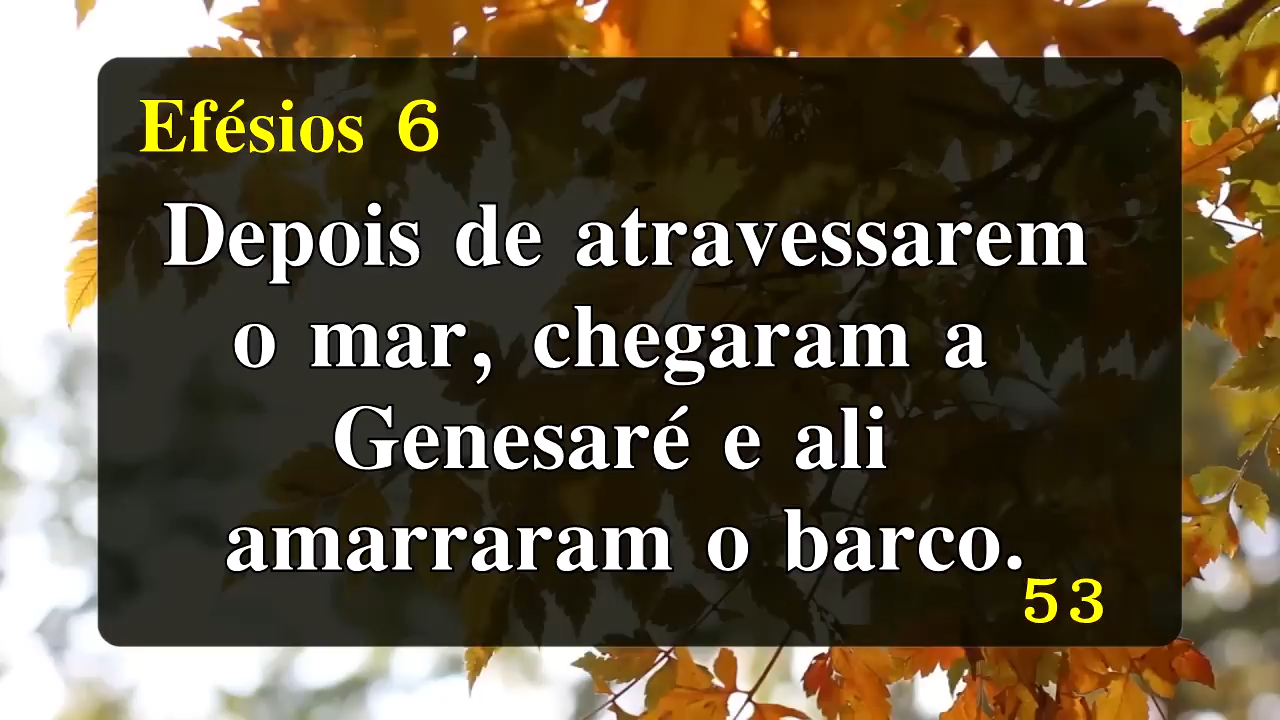 Efésios 6
Depois de atravessarem
o mar, chegaram a
Genesaré e ali
amarraram o barco.
53